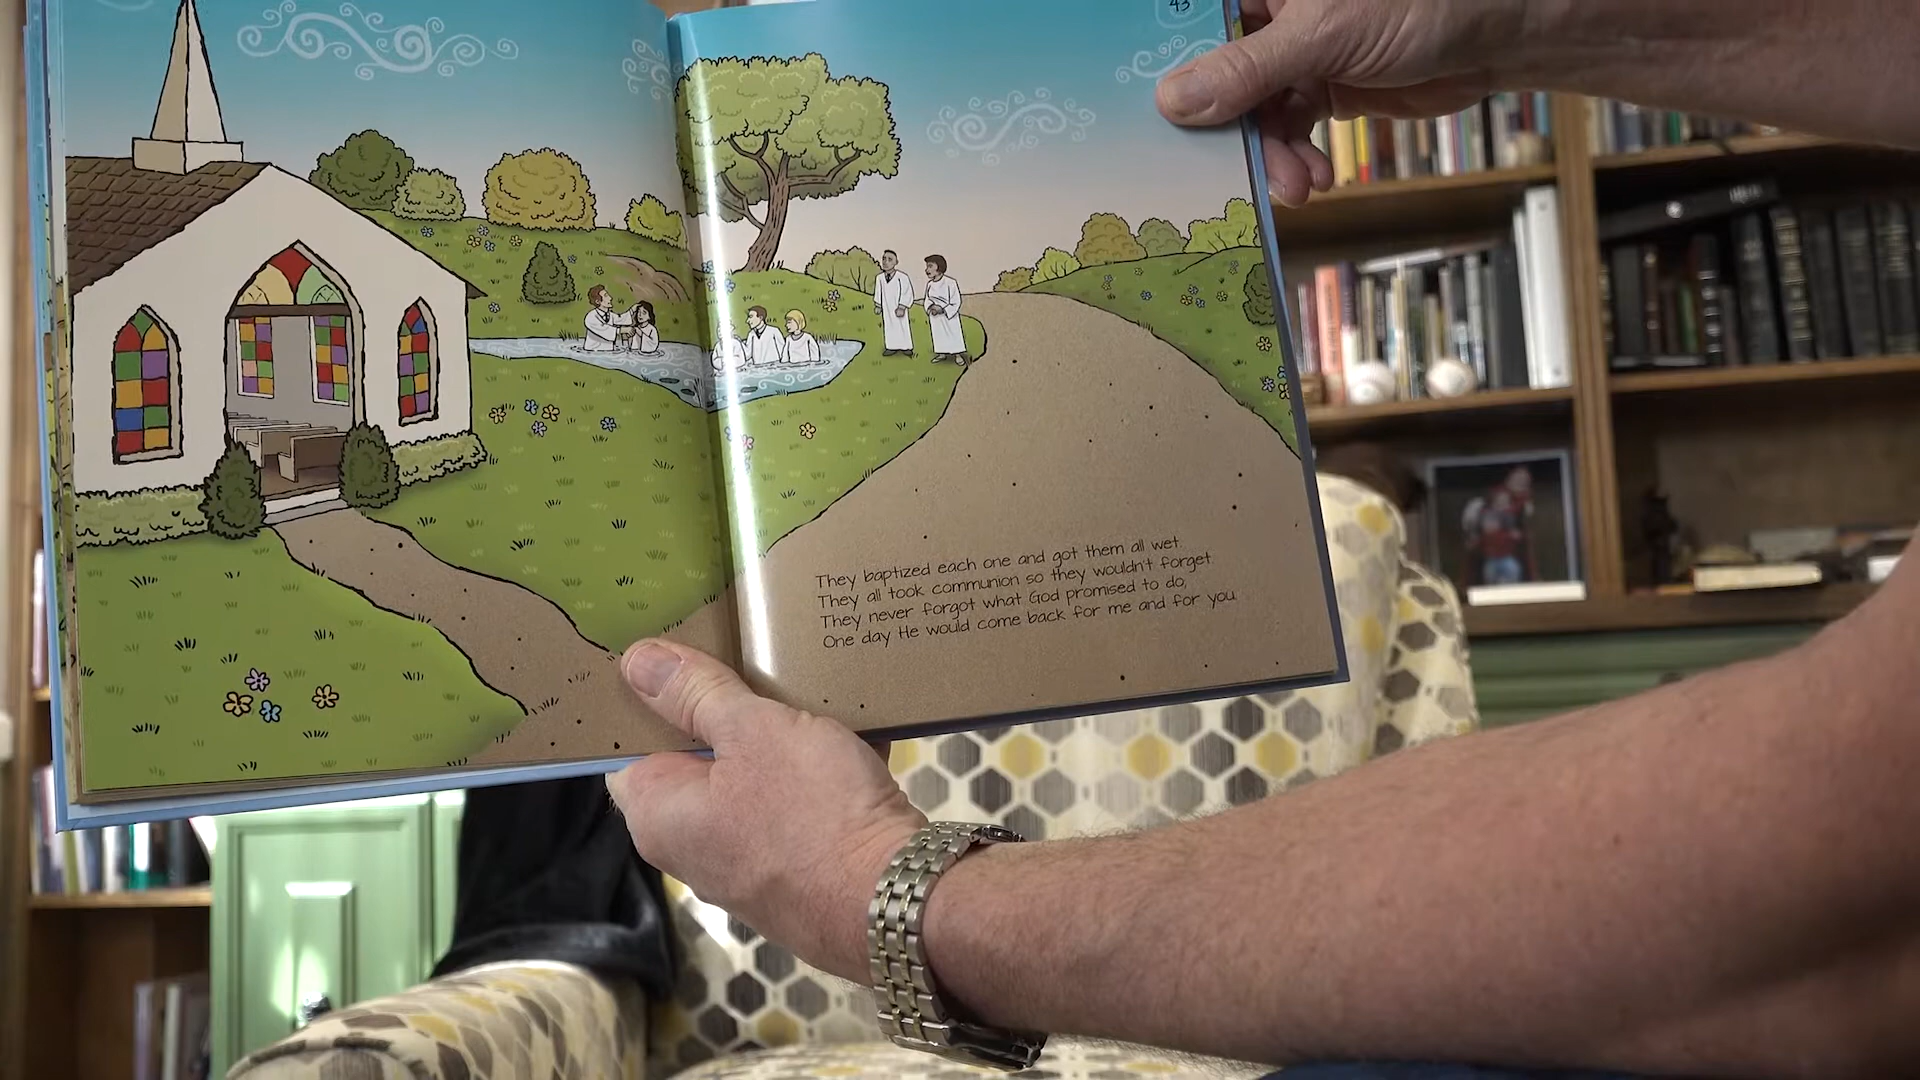 43
They baptized each one and got them all wet.
They all took communion so they wouldn't forget.
They never forgot what God promised to do,
One day He would come back for me and for you.